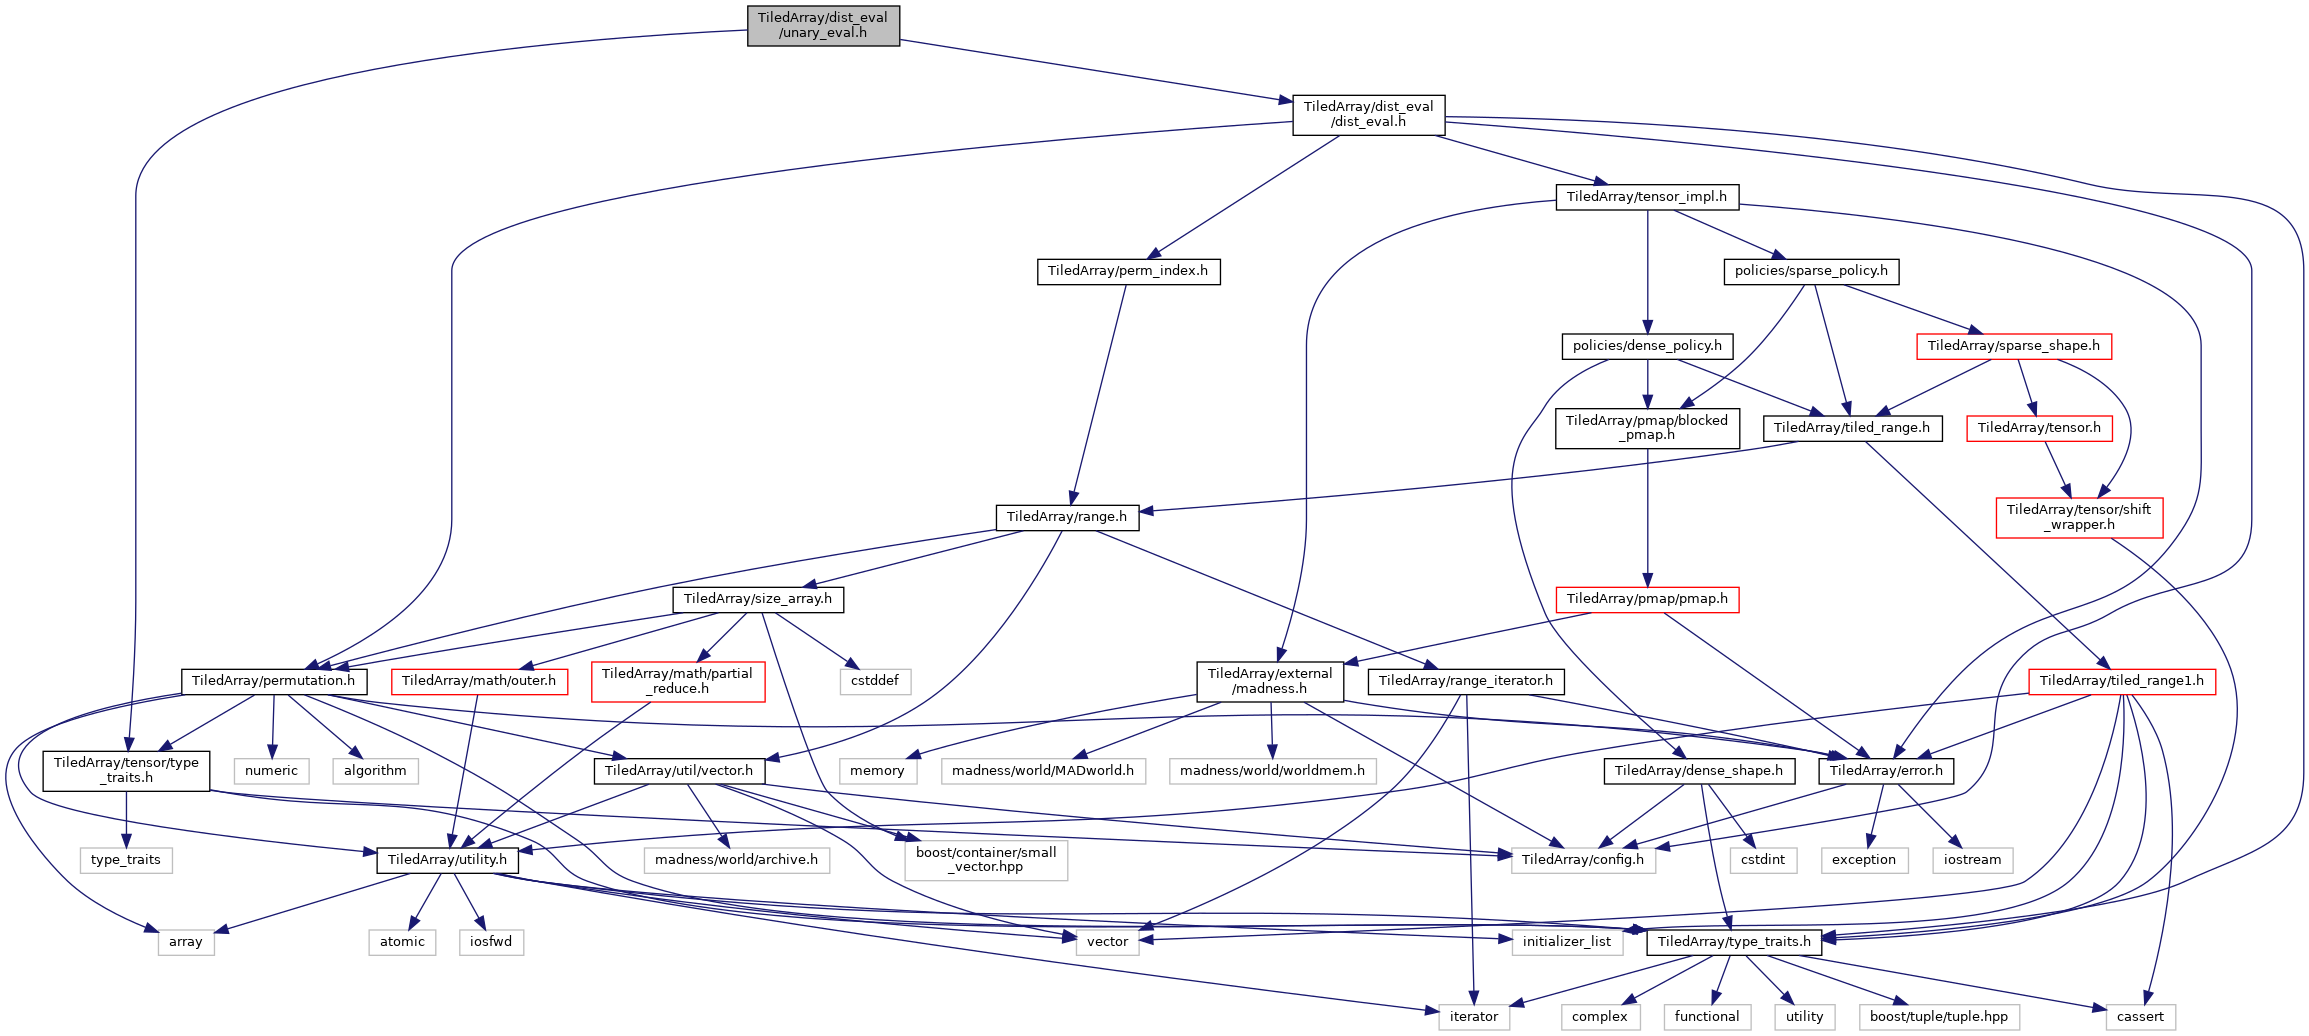 TiledArray/dist_eval
/unary_eval.h
TiledArray/dist_eval
/dist_eval.h
TiledArray/tensor_impl.h
TiledArray/perm_index.h
policies/sparse_policy.h
policies/dense_policy.h
TiledArray/sparse_shape.h
TiledArray/pmap/blocked
_pmap.h
TiledArray/tiled_range.h
TiledArray/tensor.h
TiledArray/range.h
TiledArray/tensor/shift
_wrapper.h
TiledArray/size_array.h
TiledArray/pmap/pmap.h
TiledArray/permutation.h
TiledArray/math/outer.h
TiledArray/math/partial
_reduce.h
cstddef
TiledArray/external
/madness.h
TiledArray/range_iterator.h
TiledArray/tiled_range1.h
TiledArray/tensor/type
_traits.h
numeric
algorithm
TiledArray/util/vector.h
memory
madness/world/MADworld.h
madness/world/worldmem.h
TiledArray/dense_shape.h
TiledArray/error.h
type_traits
TiledArray/utility.h
madness/world/archive.h
boost/container/small
_vector.hpp
TiledArray/config.h
cstdint
exception
iostream
array
atomic
iosfwd
vector
initializer_list
TiledArray/type_traits.h
iterator
complex
functional
utility
boost/tuple/tuple.hpp
cassert